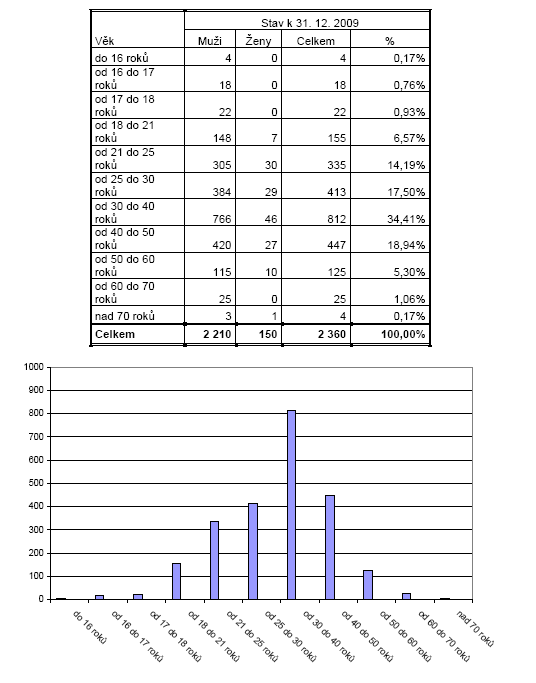 Stav k 31. 12. 2009
Věk Muži Ženy Celkem %
do 16 roků 4 0 4 0,17%
od 16 do 17
roků 18 0 18 0,76%
od 17 do 18
roků 22 0 22 0,93%
od 18 do 21
roků 148 7 155 6,57%
od 21 do 25
roků 305 30 335 14,19%
od 25 do 30
roků 384 29 413 17,50%
od 30 do 40
roků 766 46 812 34,41%
od 40 do 50
roků 420 27 447 18,94%
od 50 do 60
roků 115 10 125 5,30%
od 60 do 70
roků 25 0 25 1,06%
nad 70 roků 3 1 4 0,17%
Celkem 2 210 150 2 360 100,00%
1000
900
800
700
600
500
400
300
200
100
0
do 16 roků
od 16 do 17 roků
od 17 do 18 roků
od 18 do 21 roků
od 21 do 25 roků
od 25 do 30 roků
od 30 do 40 roků
od 40 do 50 roků
od 50 do 60 roků
od 60 do 70 roků
nad 70 roků